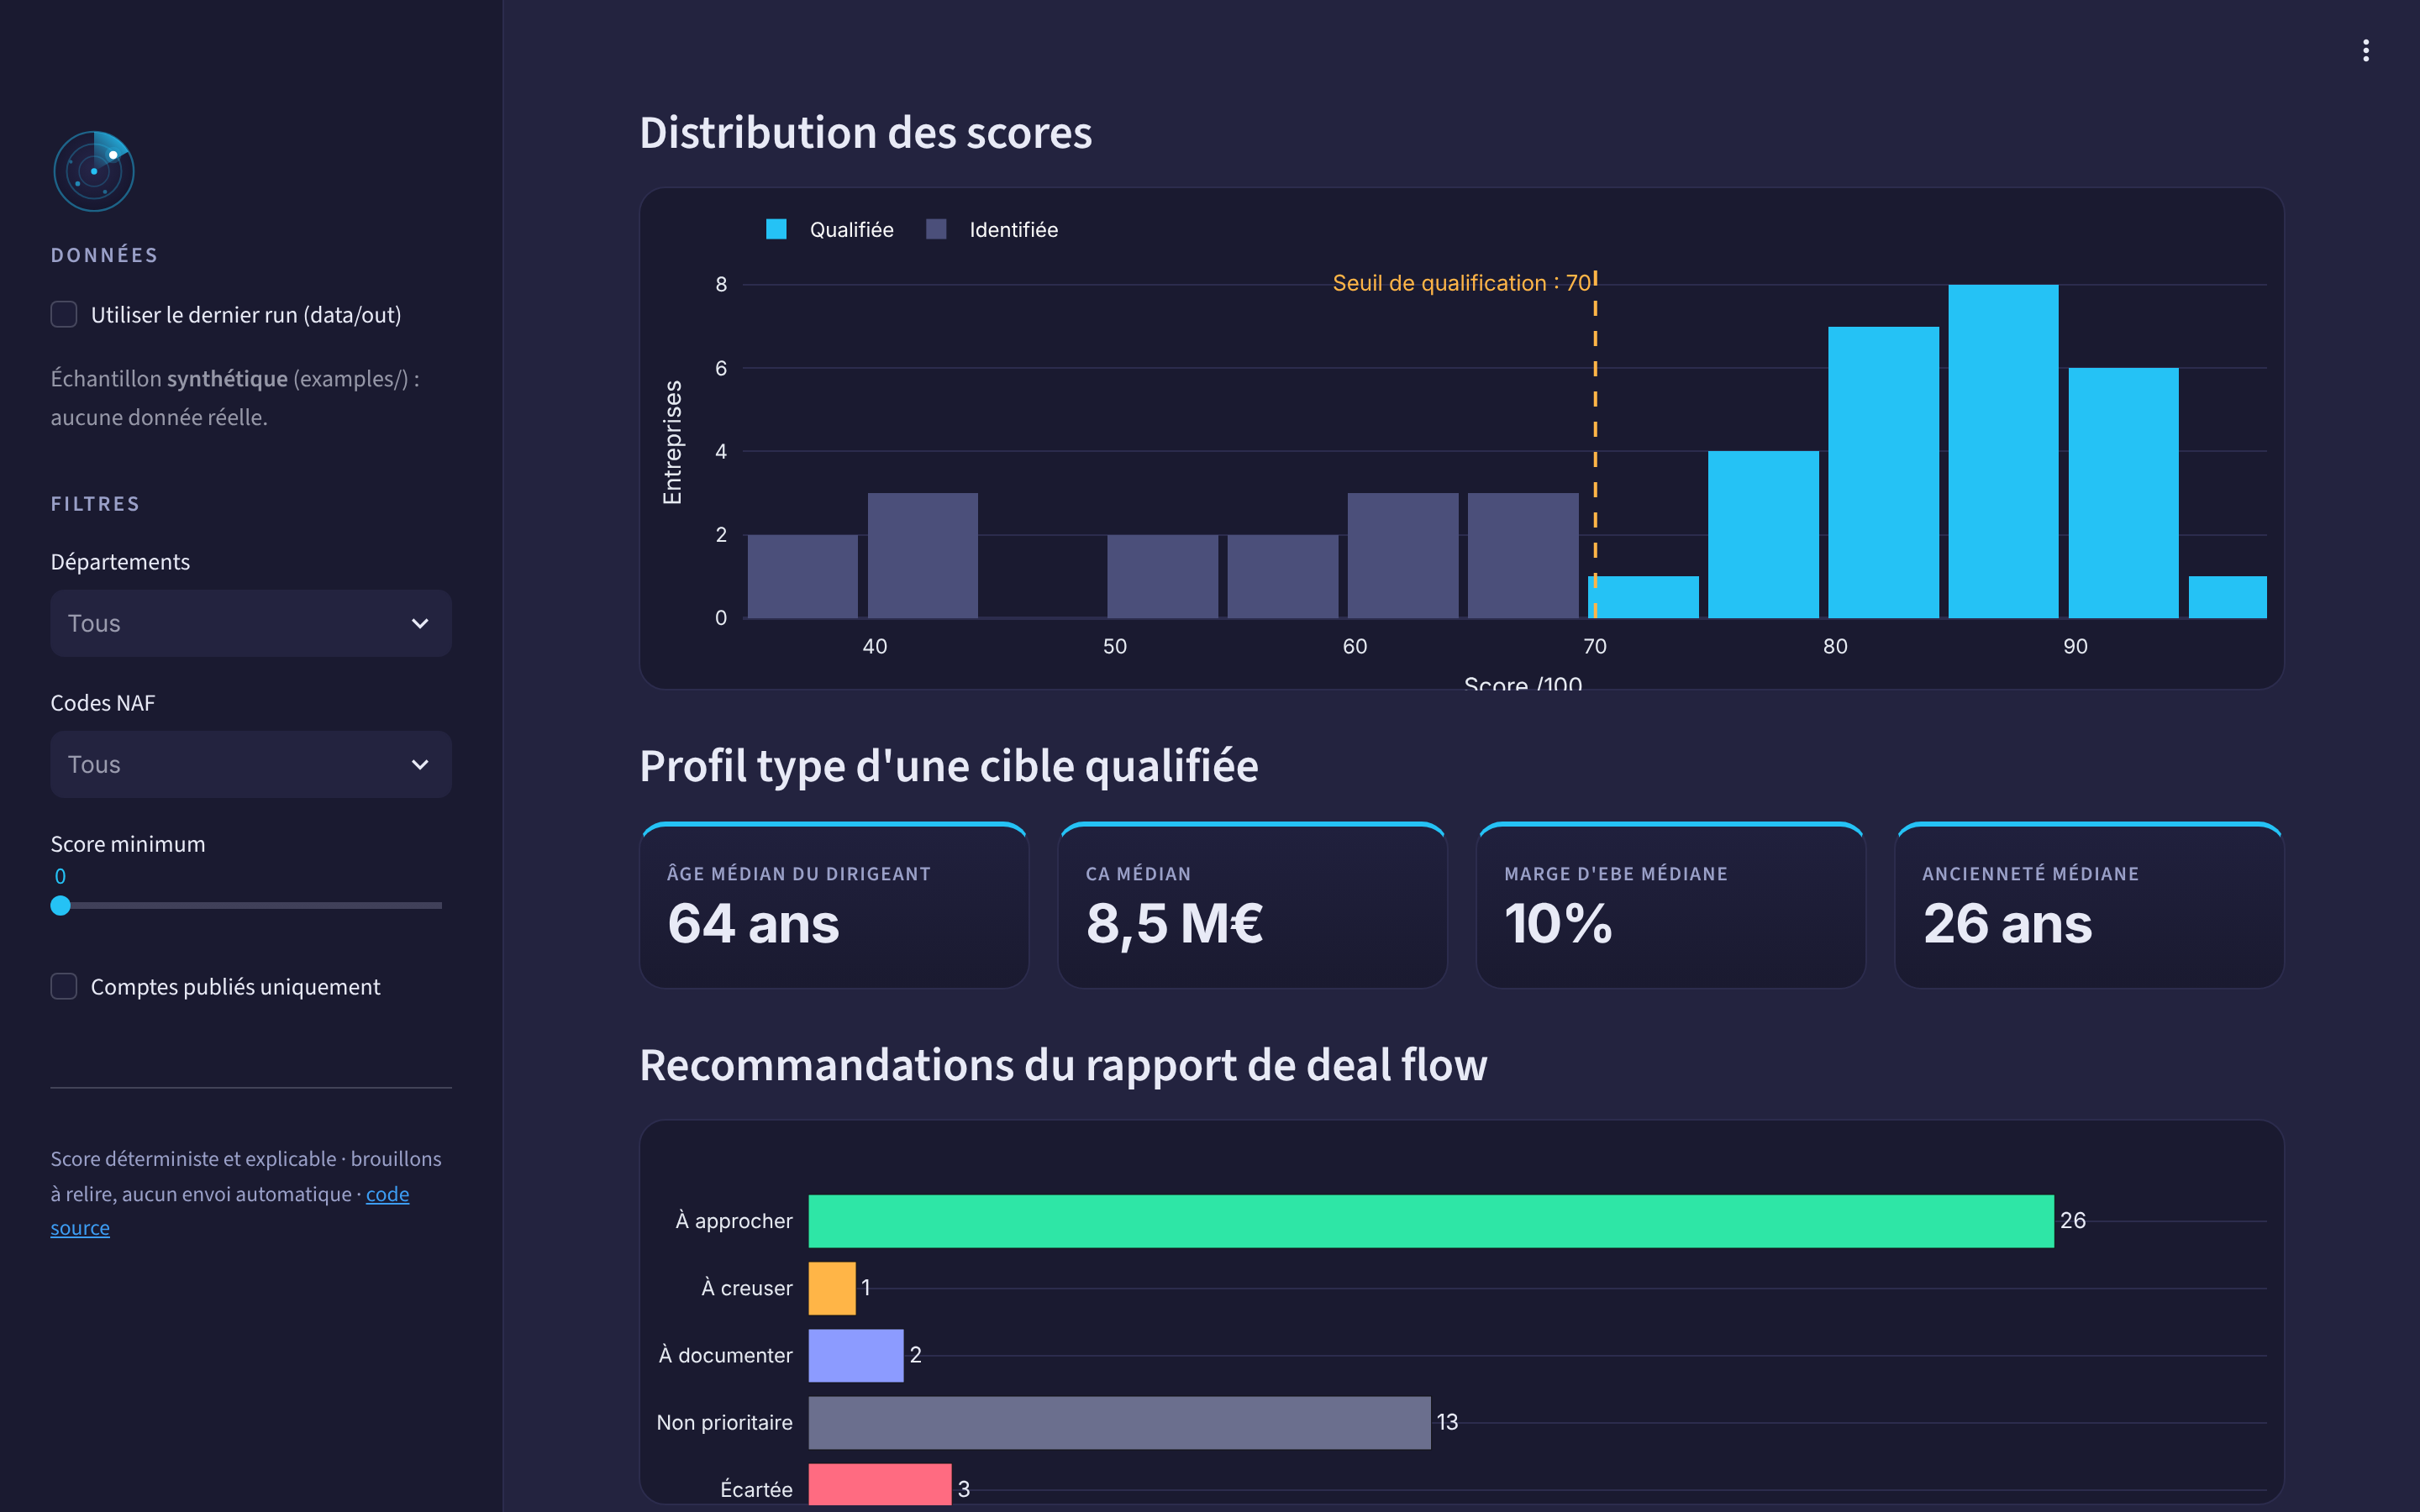 DONNÉES
Utiliser le dernier run (data/out)
Échantillon synthétique (examples/) :
aucune donnée réelle.
FILTRES
Départements
Tous
Codes NAF
Tous
Score minimum
0
Comptes publiés uniquement
Score déterministe et explicable · brouillons
à relire, aucun envoi automatique · code
source
Distribution des scores
Qualifiée Identifiée
Seuil de qualification : 70
Entreprises
8
6
4
2
0
40 50 60 70 80 90
Score /100
Profil type d'une cible qualifiée
ÂGE MÉDIAN DU DIRIGEANT
64 ans
CA MÉDIAN
8,5 M€
MARGE D'EBE MÉDIANE
10%
ANCIENNETÉ MÉDIANE
26 ans
Recommandations du rapport de deal flow
À approcher 26
À creuser 1
À documenter 2
Non prioritaire 13
Écartée 3